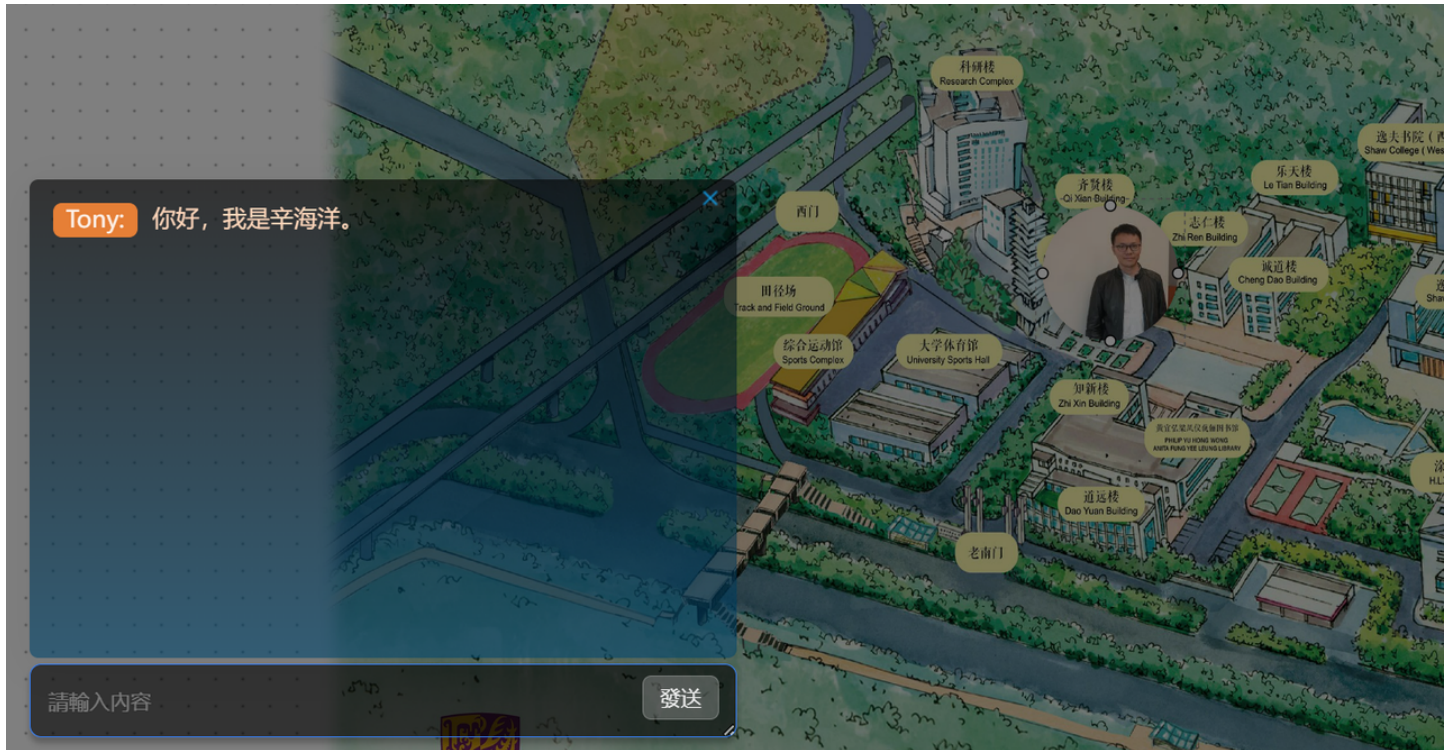 科研楼
Research Complex
逸夫书院（西
Shaw College ( Wes
乐天楼
Le Tian Building
齐贤楼
Qi Xian Building
Tony: 你好，我是辛海洋。
西门
志仁楼
Zhi Ren Building
诚道楼
Cheng Dao Building
田径场
Track and Field Ground
综合运动馆
Sports Complex
大学体育馆
University Sports Hall
知新楼
Zhi Xin Building
PHILIP YU HONG WONG
ANITA FUNG YEE LEUNG LIBRARY
道远楼
Dao Yuan Building
老南门
請輸入内容
發送